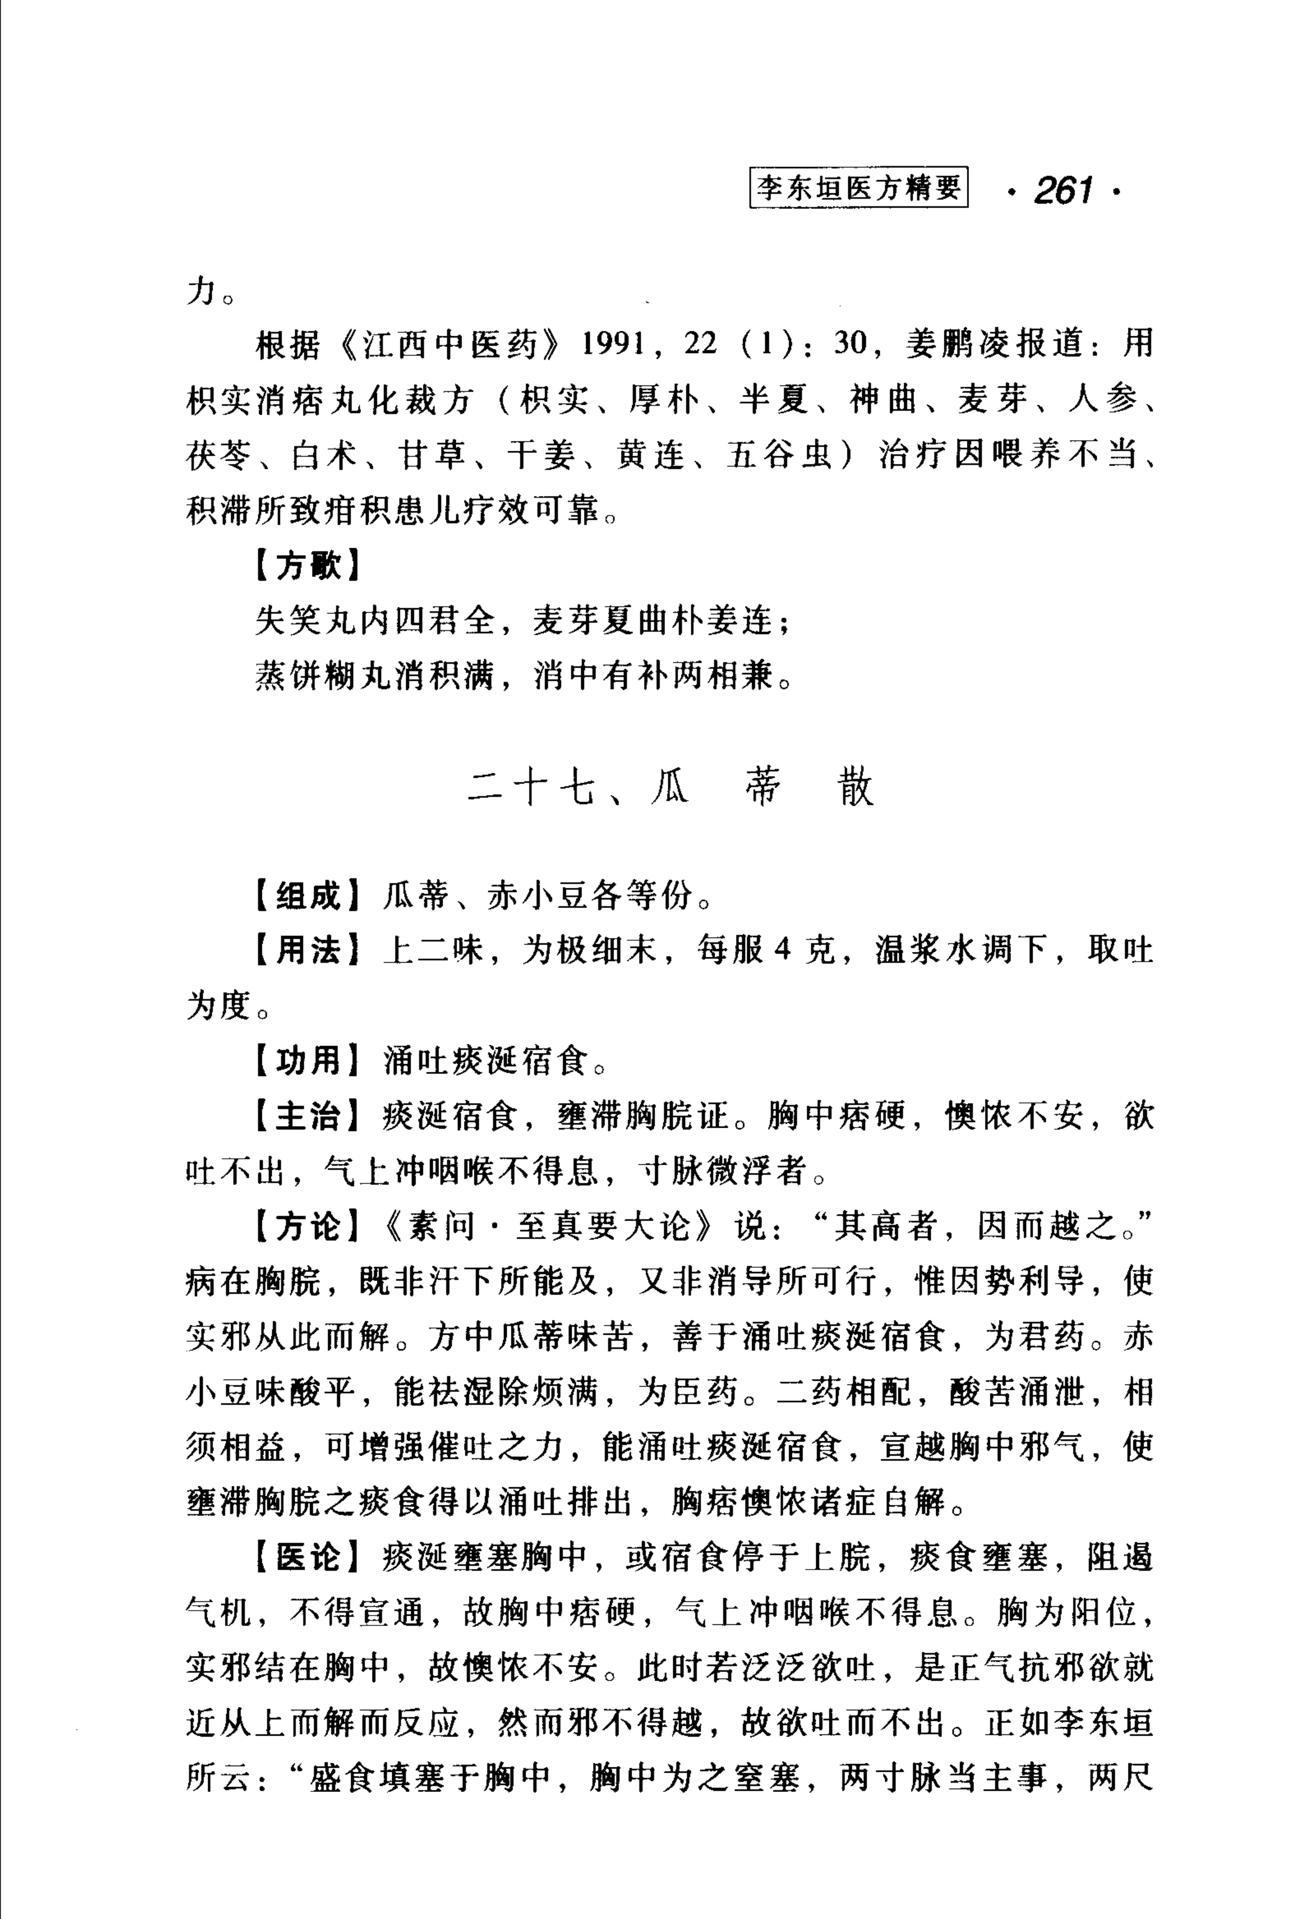 李东垣医方精要 · 261 ·
力。
根据《江西中医药》1991，22（1）：30，姜鹏凌报道：用
枳实消痞丸化裁方（枳实、厚朴、半夏、神曲、麦芽、人参、
茯苓、白术、甘草、干姜、黄连、五谷虫）治疗因喂养不当、
积滞所致疳积患儿疗效可靠。
【方歌】
失笑丸内四君全，麦芽夏曲朴姜连；
蒸饼糊丸消积满，消中有补两相兼。
二十七、瓜 蒂 散
【组成】瓜蒂、赤小豆各等份。
【用法】上二味，为极细末，每服4克，温浆水调下，取吐
为度。
【功用】涌吐痰涎宿食。
【主治】痰涎宿食，壅滞胸脘证。胸中痞硬，懊憹不安，欲
吐不出，气上冲咽喉不得息，寸脉微浮者。
【方论】《素问·至真要大论》说：“其高者，因而越之。”
病在胸脘，既非汗下所能及，又非消导所可行，惟因势利导，使
实邪从此而解。方中瓜蒂味苦，善于涌吐痰涎宿食，为君药。赤
小豆味酸平，能祛湿除烦满，为臣药。二药相配，酸苦涌泄，相
须相益，可增强催吐之力，能涌吐痰涎宿食，宣越胸中邪气，使
壅滞胸脘之痰食得以涌吐排出，胸痞懊憹诸症自解。
【医论】痰涎壅塞胸中，或宿食停于上脘，痰食壅塞，阻遏
气机，不得宣通，故胸中痞硬，气上冲咽喉不得息。胸为阳位，
实邪结在胸中，故懊憹不安。此时若泛泛欲吐，是正气抗邪欲就
近从上而解而反应，然而邪不得越，故欲吐而不出。正如李东垣
所云：“盛食填塞于胸中，胸中为之窒塞，两寸脉当主事，两尺